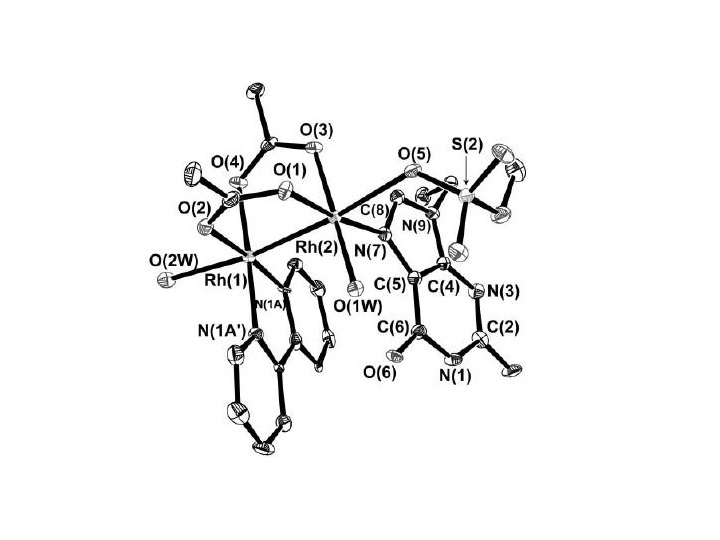 O(3)
S(2)
O(4)
O(1)
O(5)
O(2)
C(8)
N(9)
Rh(2)
N(7)
O(2W)
Rh(1)
C(5)
C(4)
N(3)
N(1A)
O(1W)
N(1A')
C(6)
C(2)
O(6)
N(1)